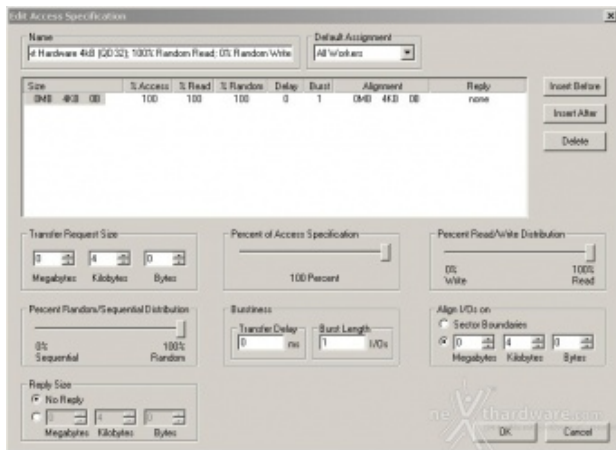 Edit Access Specification
Name
Default Assignment
Hardware 4kB (QD 32); 100% Random Read; 0% Random Write
All Workers
Size % Access % Read % Random Delay Burst Alignment Reply
0MB 4KB 0B 100 100 100 0 1 0MB 4KB 0B none
Insert Before
Insert After
Delete
Transfer Request Size
Percent of Access Specification
Percent Read/Write Distribution
0 4 0
Megabytes Kilobytes Bytes
100 Percent
0% 100%
Write Read
Percent Random/Sequential Distribution
Burstiness
Align I/Os on
Transfer Delay
Burst Length
Sector Boundaries
0 ms
1 I/Os
0 4 0
0% 100%
Sequential Random
Megabytes Kilobytes Bytes
Reply Size
No Reply
0 4 0
Megabytes Kilobytes Bytes
nexthardware.com
OK
Cancel